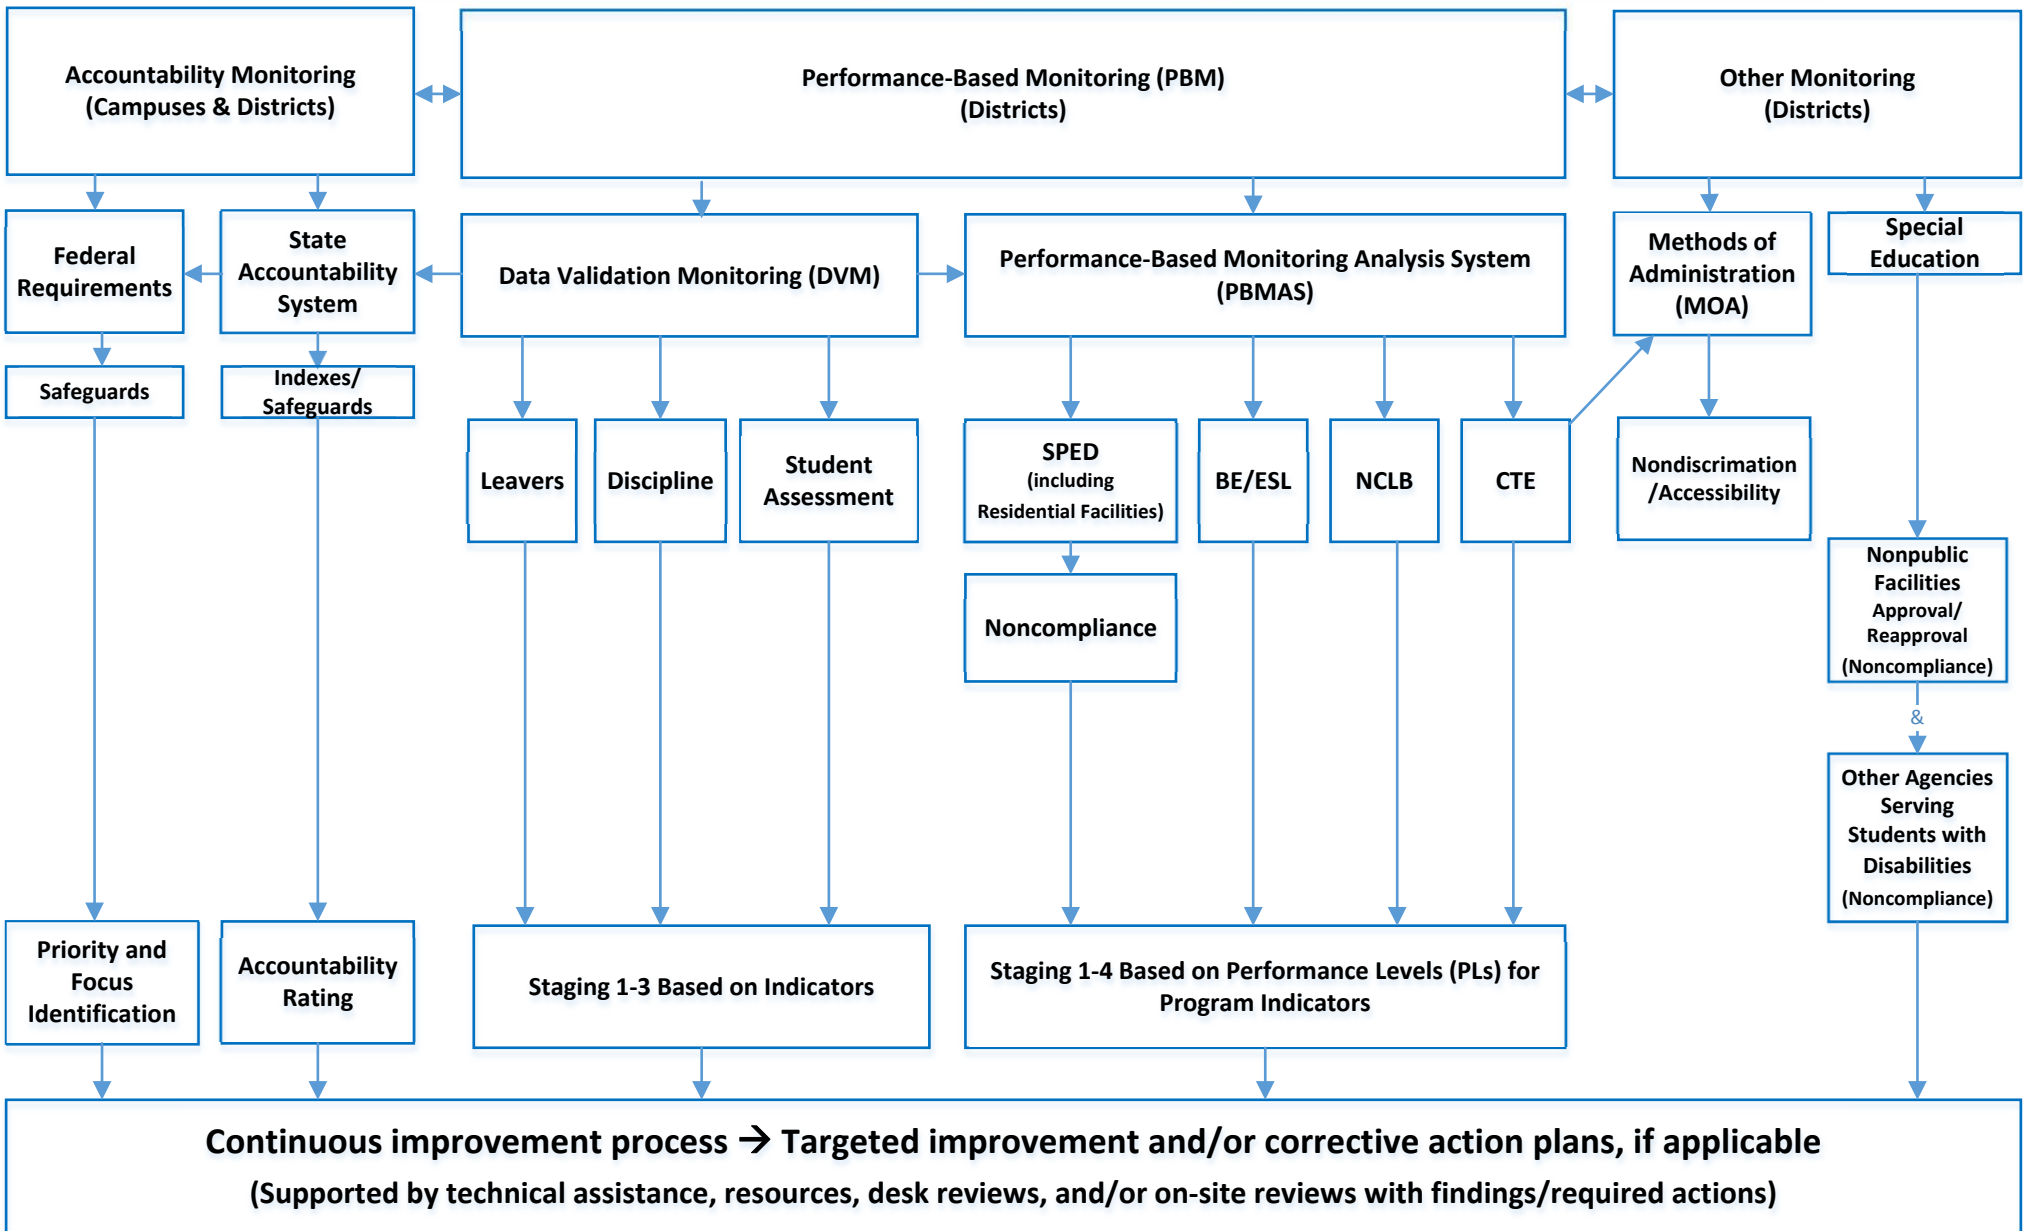 Accountability Monitoring
(Campuses & Districts)
Performance-Based Monitoring (PBM)
(Districts)
Other Monitoring
(Districts)
Federal
Requirements
State
Accountability
System
Data Validation Monitoring (DVM)
Performance-Based Monitoring Analysis System
(PBMAS)
Methods of
Administration
(MOA)
Special
Education
Safeguards
Indexes/
Safeguards
Leavers
Discipline
Student
Assessment
SPED
(including
Residential Facilities)
BE/ESL
NCLB
CTE
Nondiscrimation
/Accessibility
Noncompliance
Nonpublic
Facilities
Approval/
Reapproval
(Noncompliance)
&
Other Agencies
Serving
Students with
Disabilities
(Noncompliance)
Priority and
Focus
Identification
Accountability
Rating
Staging 1-3 Based on Indicators
Staging 1-4 Based on Performance Levels (PLs) for
Program Indicators
Continuous improvement process → Targeted improvement and/or corrective action plans, if applicable
(Supported by technical assistance, resources, desk reviews, and/or on-site reviews with findings/required actions)